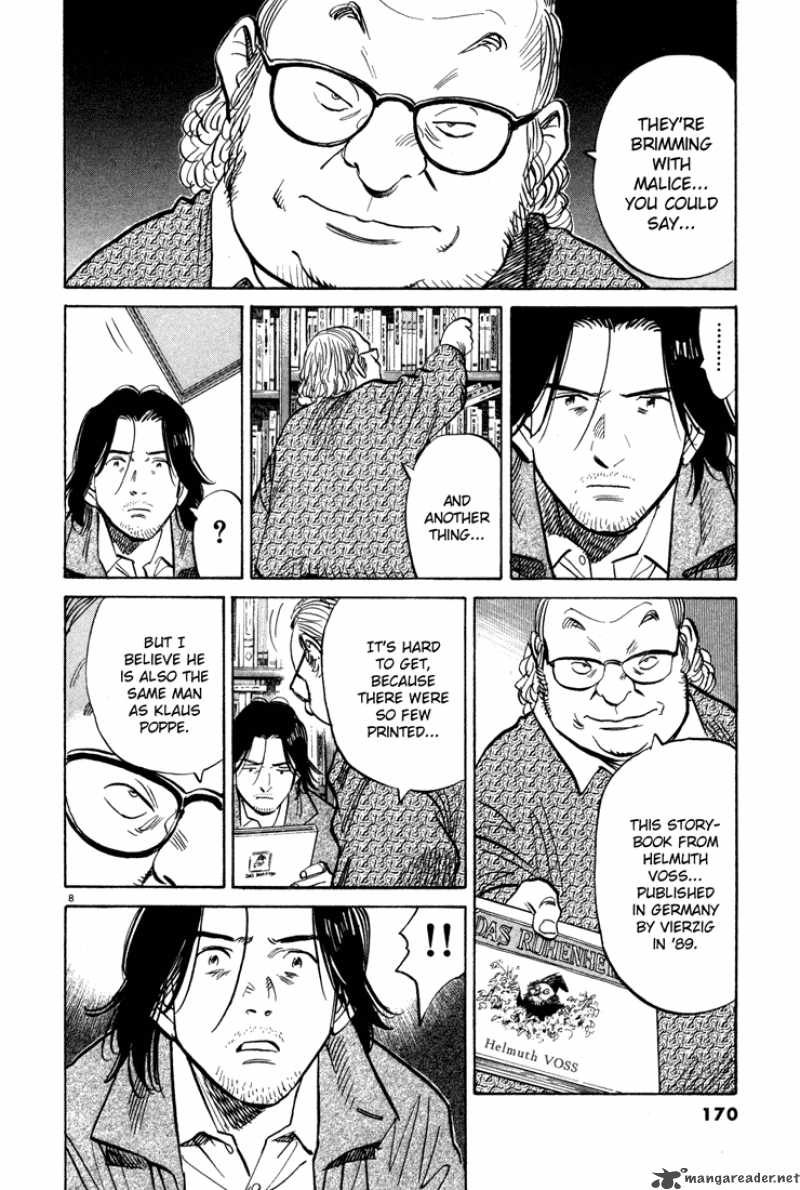 THEY'RE
BRIMMING
WITH
MALICE...
YOU COULD
SAY...
........
AND
ANOTHER
THING...
?
THIS STORY-
BOOK FROM
HELMUTH
VOSS...
...PUBLISHED
IN GERMANY
BY VIERZIG
IN '89.
DAS RUHENHEI
Helmuth VOSS
IT'S HARD
TO GET,
BECAUSE
THERE WERE
SO FEW
PRINTED...
BUT I
BELIEVE HE
IS ALSO THE
SAME MAN
AS KLAUS
POPPE.
8
!!
170
mangareader.net